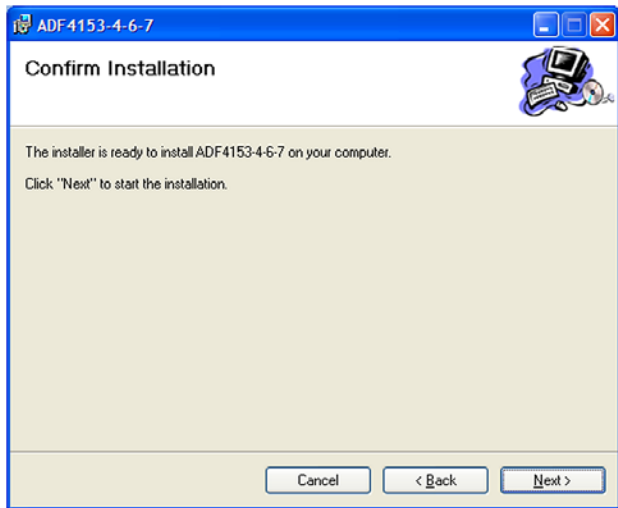 ADF4153-4-6-7
Confirm Installation
The installer is ready to install ADF4153-4-6-7 on your computer.
Click "Next" to start the installation.
Cancel
< Back
Next >